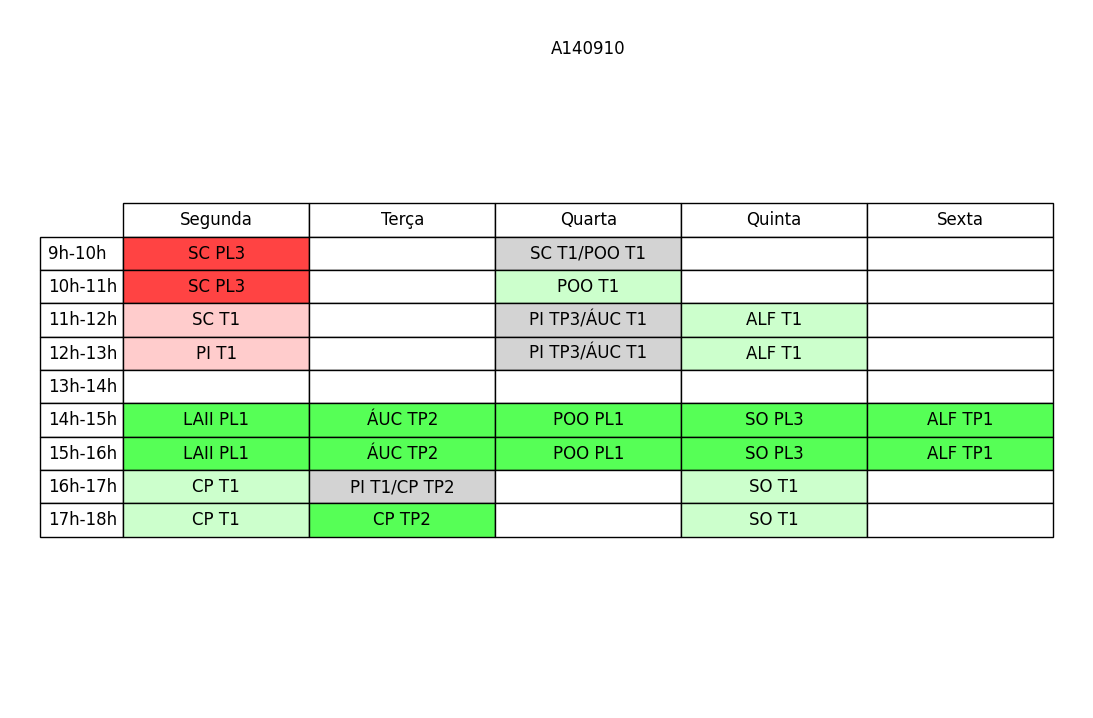 A140910
Segunda Terça Quarta Quinta Sexta
9h-10h SC PL3 SC T1/POO T1
10h-11h SC PL3 POO T1
11h-12h SC T1 PI TP3/ÁUC T1 ALF T1
12h-13h PI T1 PI TP3/ÁUC T1 ALF T1
13h-14h
14h-15h LAII PL1 ÁUC TP2 POO PL1 SO PL3 ALF TP1
15h-16h LAII PL1 ÁUC TP2 POO PL1 SO PL3 ALF TP1
16h-17h CP T1 PI T1/CP TP2 SO T1
17h-18h CP T1 CP TP2 SO T1